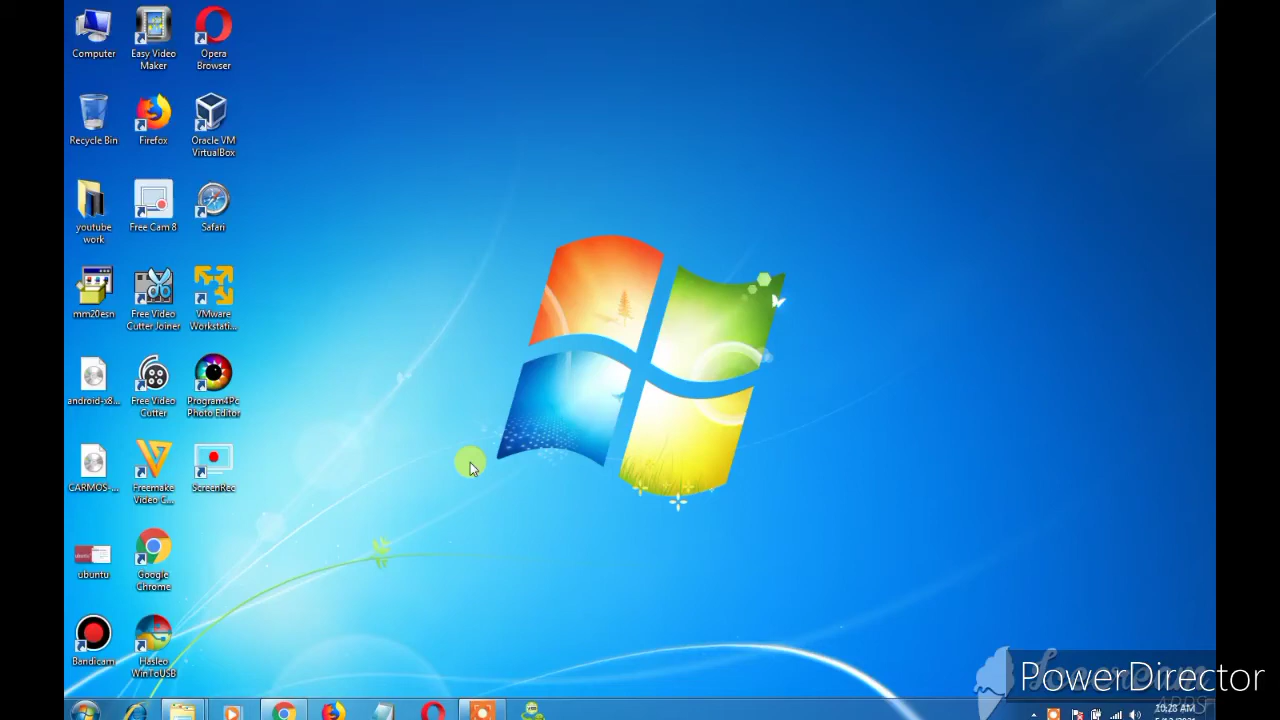 Computer
Easy Video
Maker
Opera
Browser
Recycle Bin
Firefox
Oracle VM
VirtualBox
youtube
work
Free Cam 8
Safari
mm20esn
Free Video
Cutter Joiner
VMware
Workstati...
android-x8...
Free Video
Cutter
Program4Pc
Photo Editor
CARMOS-...
Freemake
Video C...
ScreenRec
ubuntu
Google
Chrome
Bandicam
Hasleo
WinToUSB
PowerDirector
10:28 AM